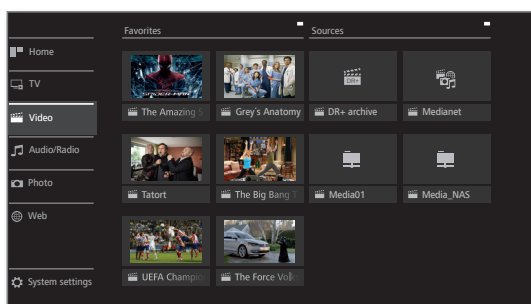 Favorites
Sources
Home
TV
Video
Audio/Radio
Photo
Web
System settings
The Amazing S
Grey's Anatomy
DR+
DR+ archive
Medianet
Tatort
The Big Bang T
Media01
Media_NAS
UEFA Champio
The Force Volk